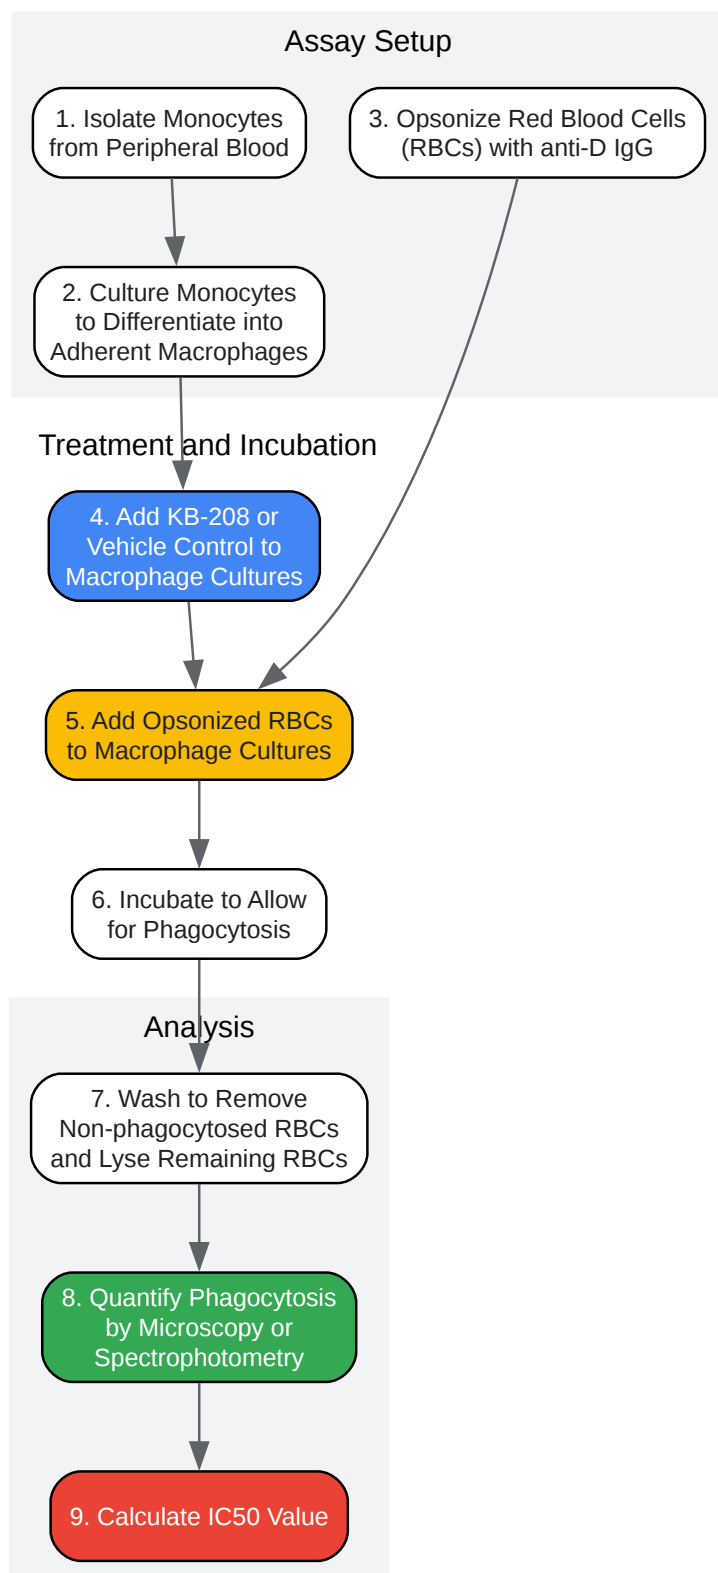 Assay Setup
1. Isolate Monocytes
from Peripheral Blood
3. Opsonize Red Blood Cells
(RBCs) with anti-D IgG
2. Culture Monocytes
to Differentiate into
Adherent Macrophages
Treatment and Incubation
4. Add KB-208 or
Vehicle Control to
Macrophage Cultures
5. Add Opsonized RBCs
to Macrophage Cultures
6. Incubate to Allow
for Phagocytosis
Analysis
7. Wash to Remove
Non-phagocytosed RBCs
and Lyse Remaining RBCs
8. Quantify Phagocytosis
by Microscopy or
Spectrophotometry
9. Calculate IC50 Value